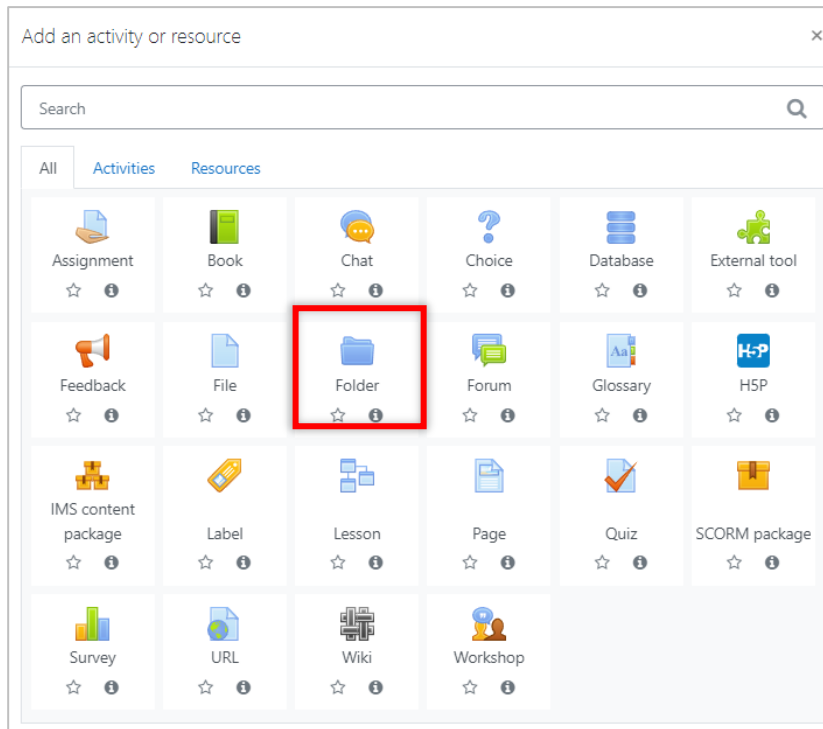 Add an activity or resource ×
Search
All Activities Resources
Assignment Book Chat Choice Database External tool
Feedback File Folder Forum Glossary H5P
IMS content
package Label Lesson Page Quiz SCORM package
Survey URL Wiki Workshop